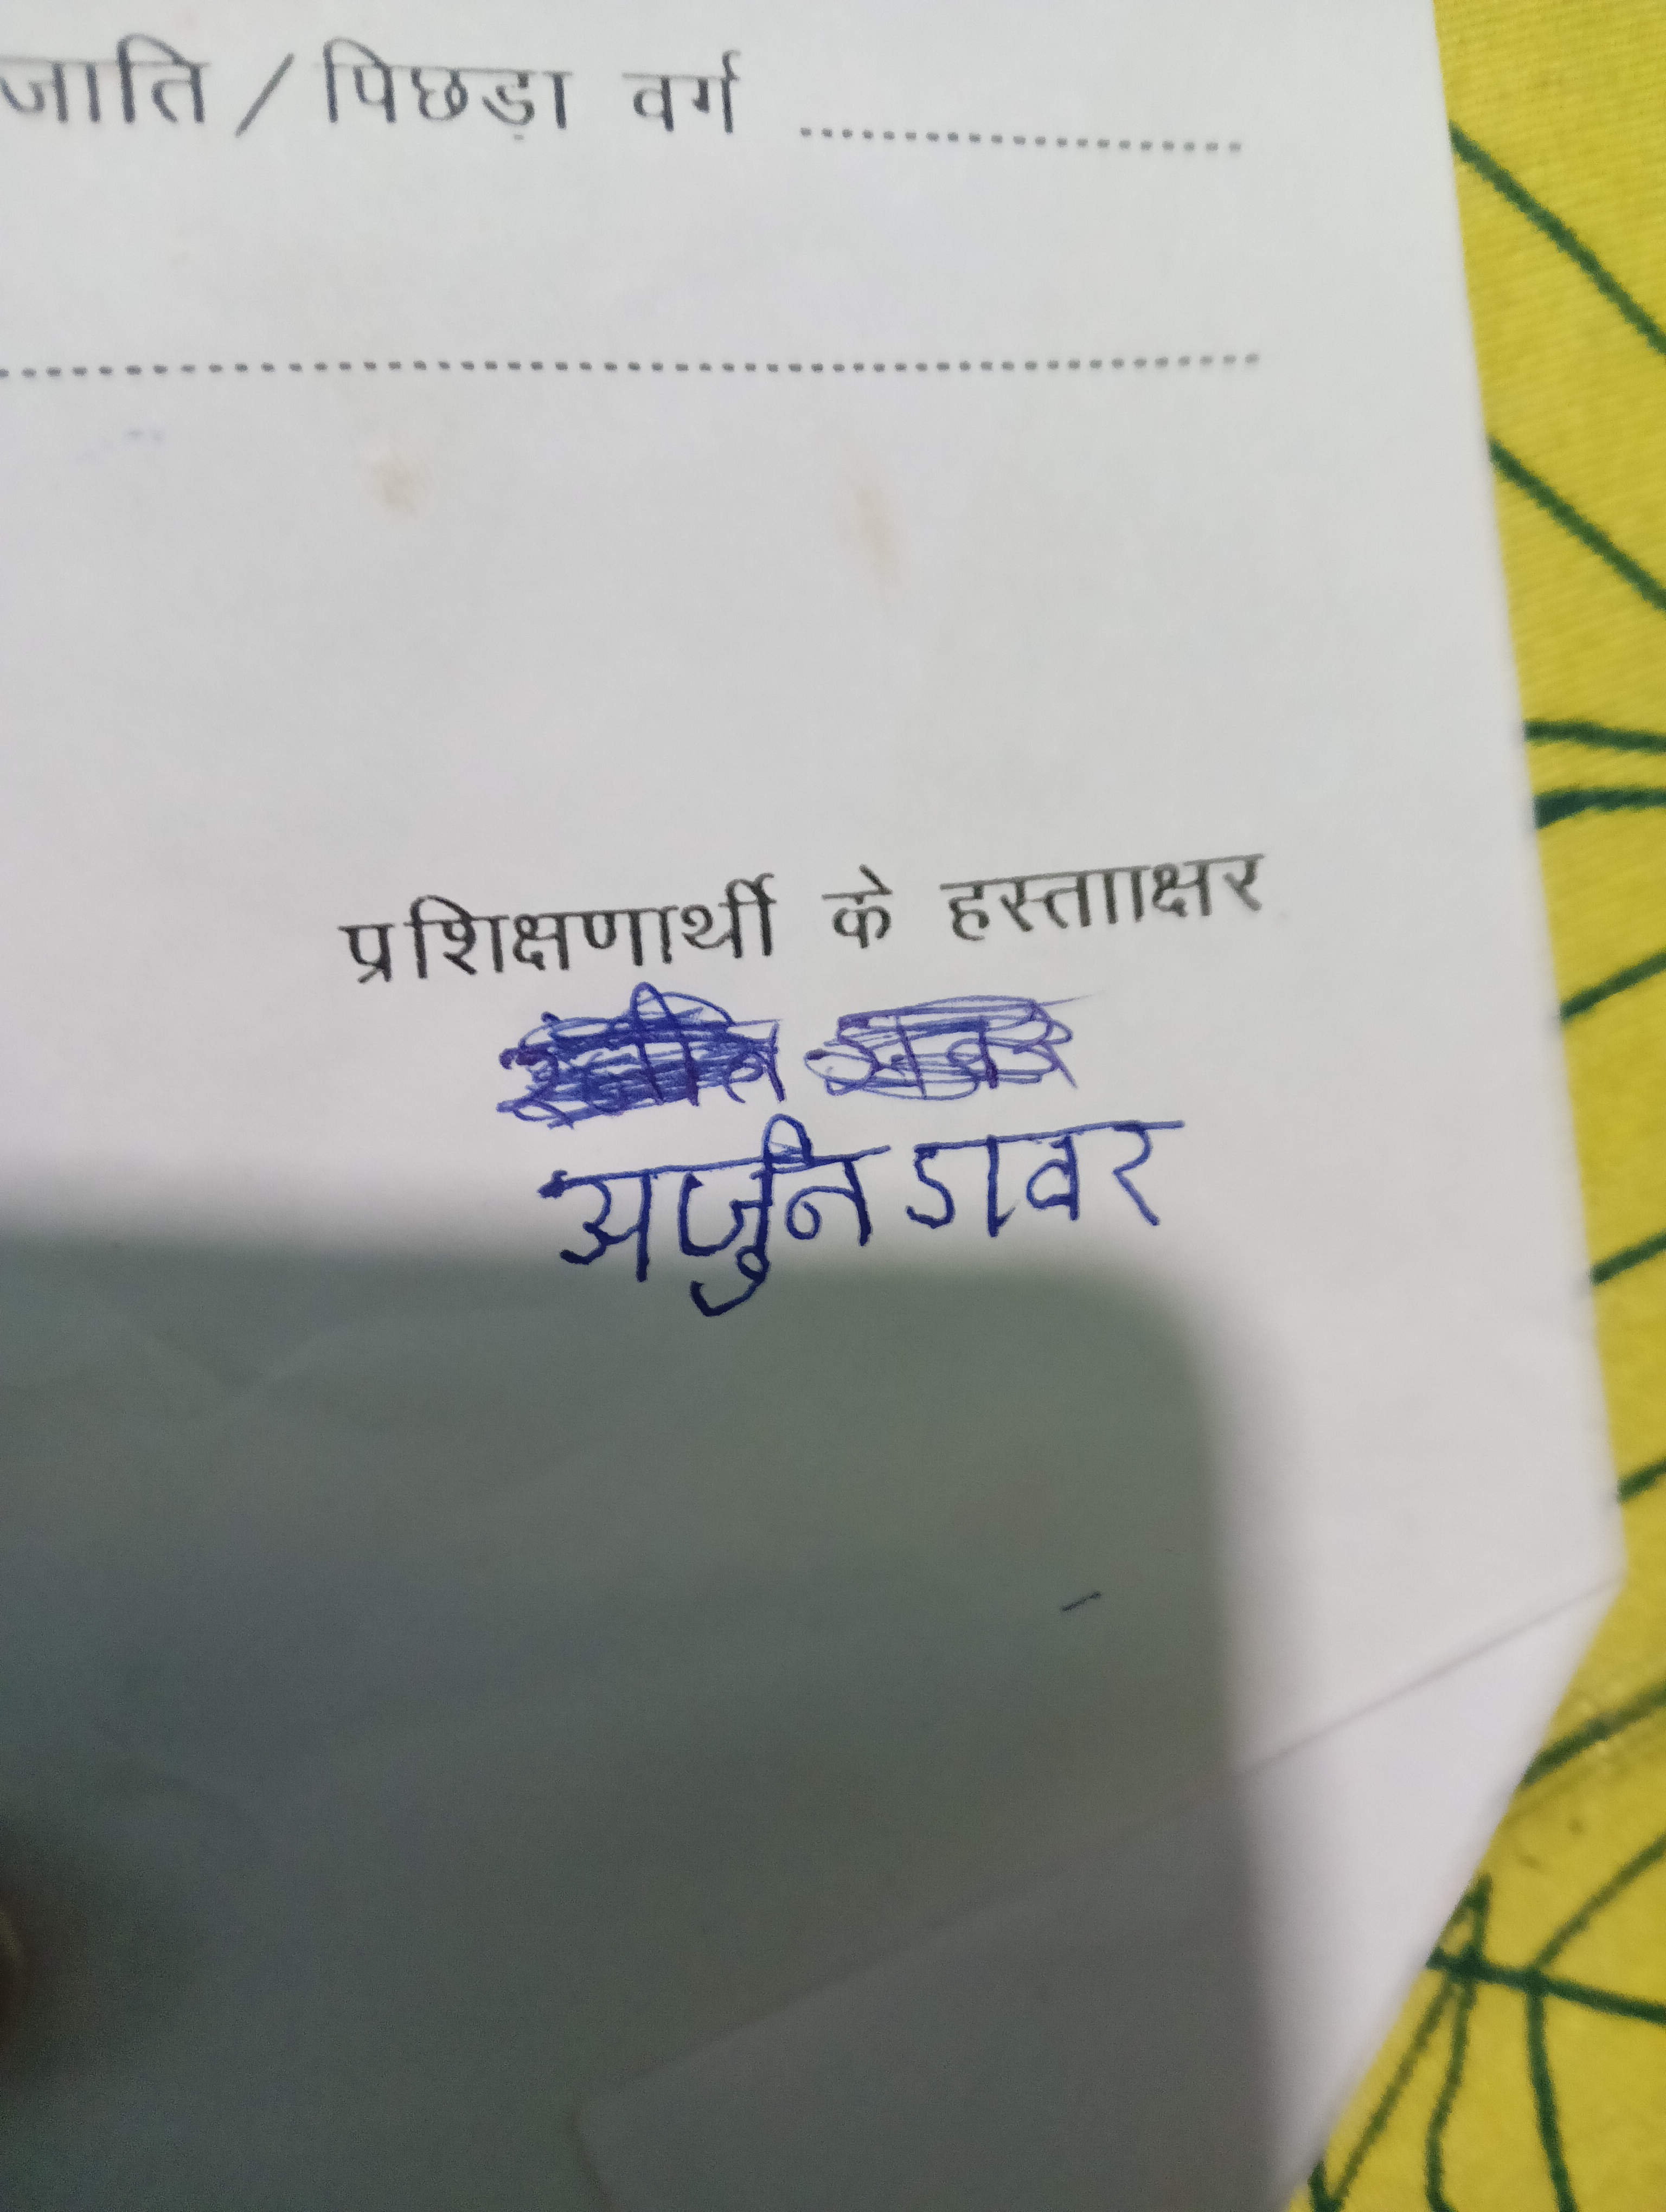 जाति / पिछड़ा वर्ग ....................
................................................
प्रशिक्षणार्थी के हस्तााक्षर
अर्जुन डावर